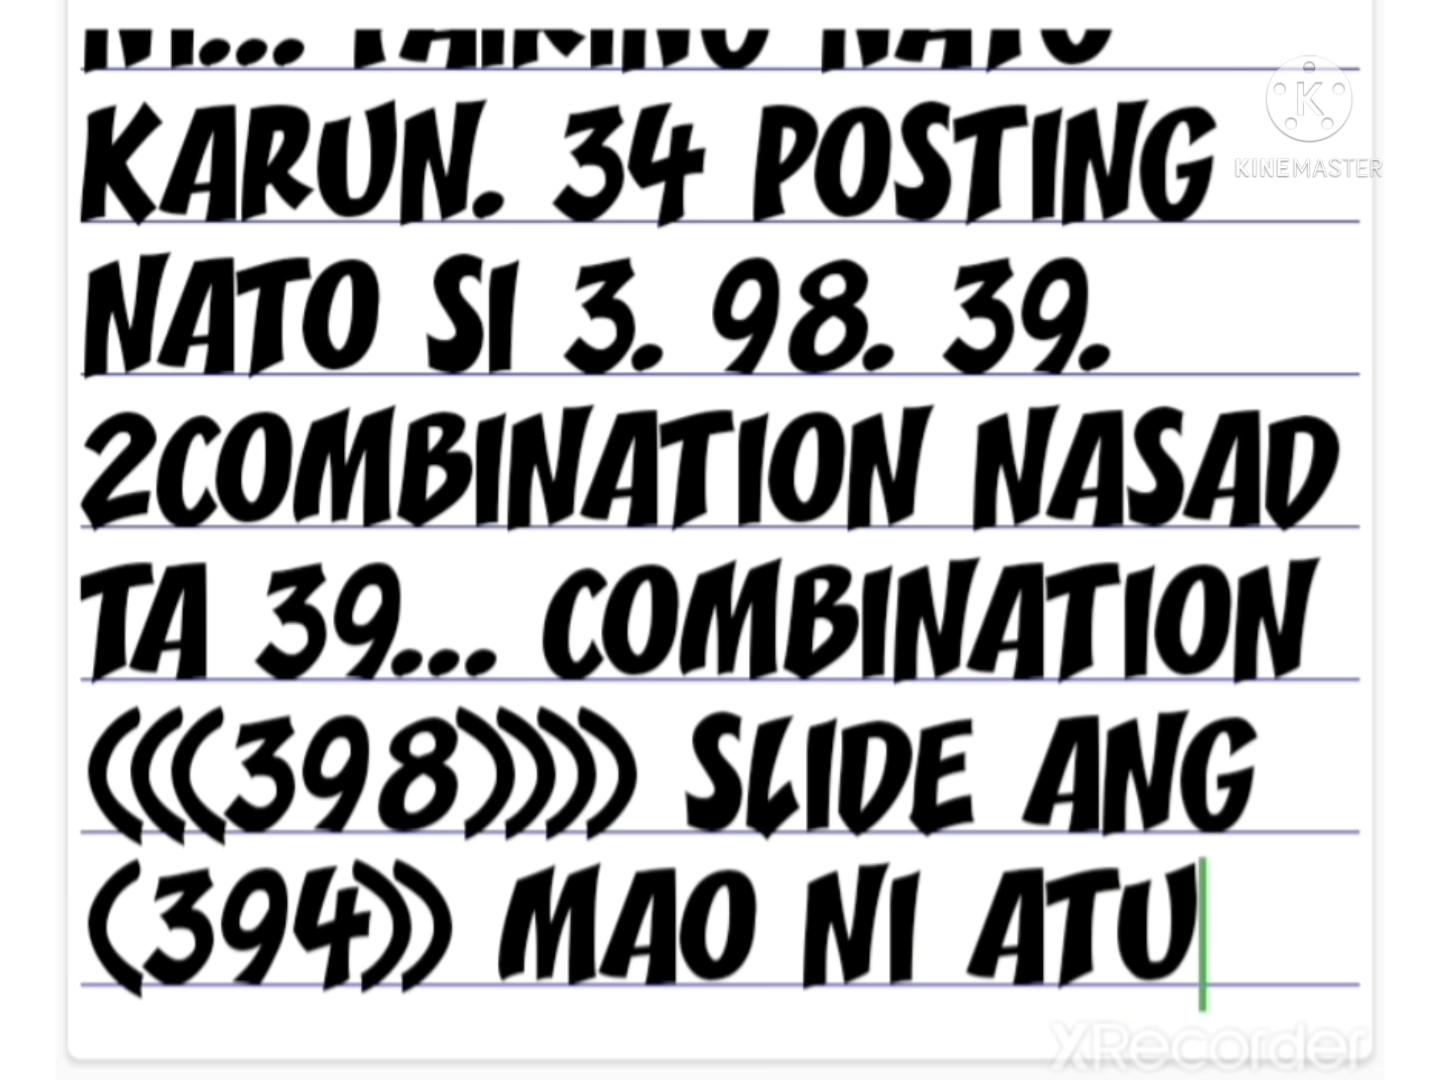 NATO
KARUN. 34 POSTING
NATO SI 3. 98. 39.
2COMBINATION NASAD
TA 39... COMBINATION
(((398)))) SLIDE ANG
(394)) MAO NI ATU
K
KINEMASTER
XRecorder